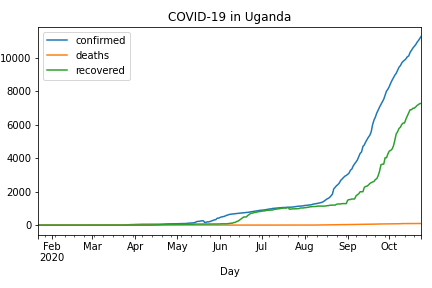 COVID-19 in Uganda
confirmed
deaths
recovered
10000
8000
6000
4000
2000
0
Feb Mar Apr May Jun Jul Aug Sep Oct
2020
Day